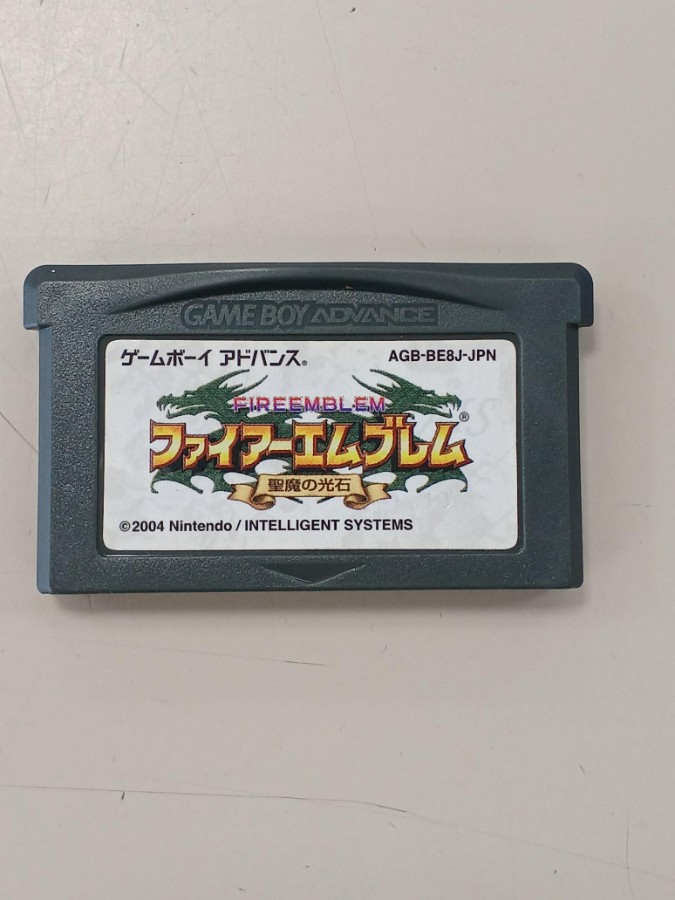 GAME BOY ADVANCE
ゲームボーイ アドバンス®
AGB-BE8J-JPN
FIREEMBLEM
ファイアーエムブレム®
聖魔の光石
©2004 Nintendo / INTELLIGENT SYSTEMS